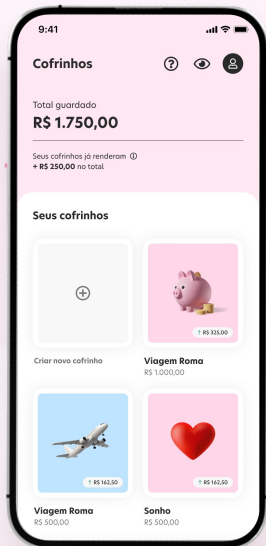 9:41
Cofrinhos
Total guardado
R$ 1.750,00
Seus cofrinhos já renderam
+ R$ 250,00 no total
Seus cofrinhos
↑ R$ 325,00
Criar novo cofrinho
Viagem Roma
R$ 1.000,00
↑ R$ 162,50
↑ R$ 162,50
Viagem Roma
R$ 500,00
Sonho
R$ 500,00